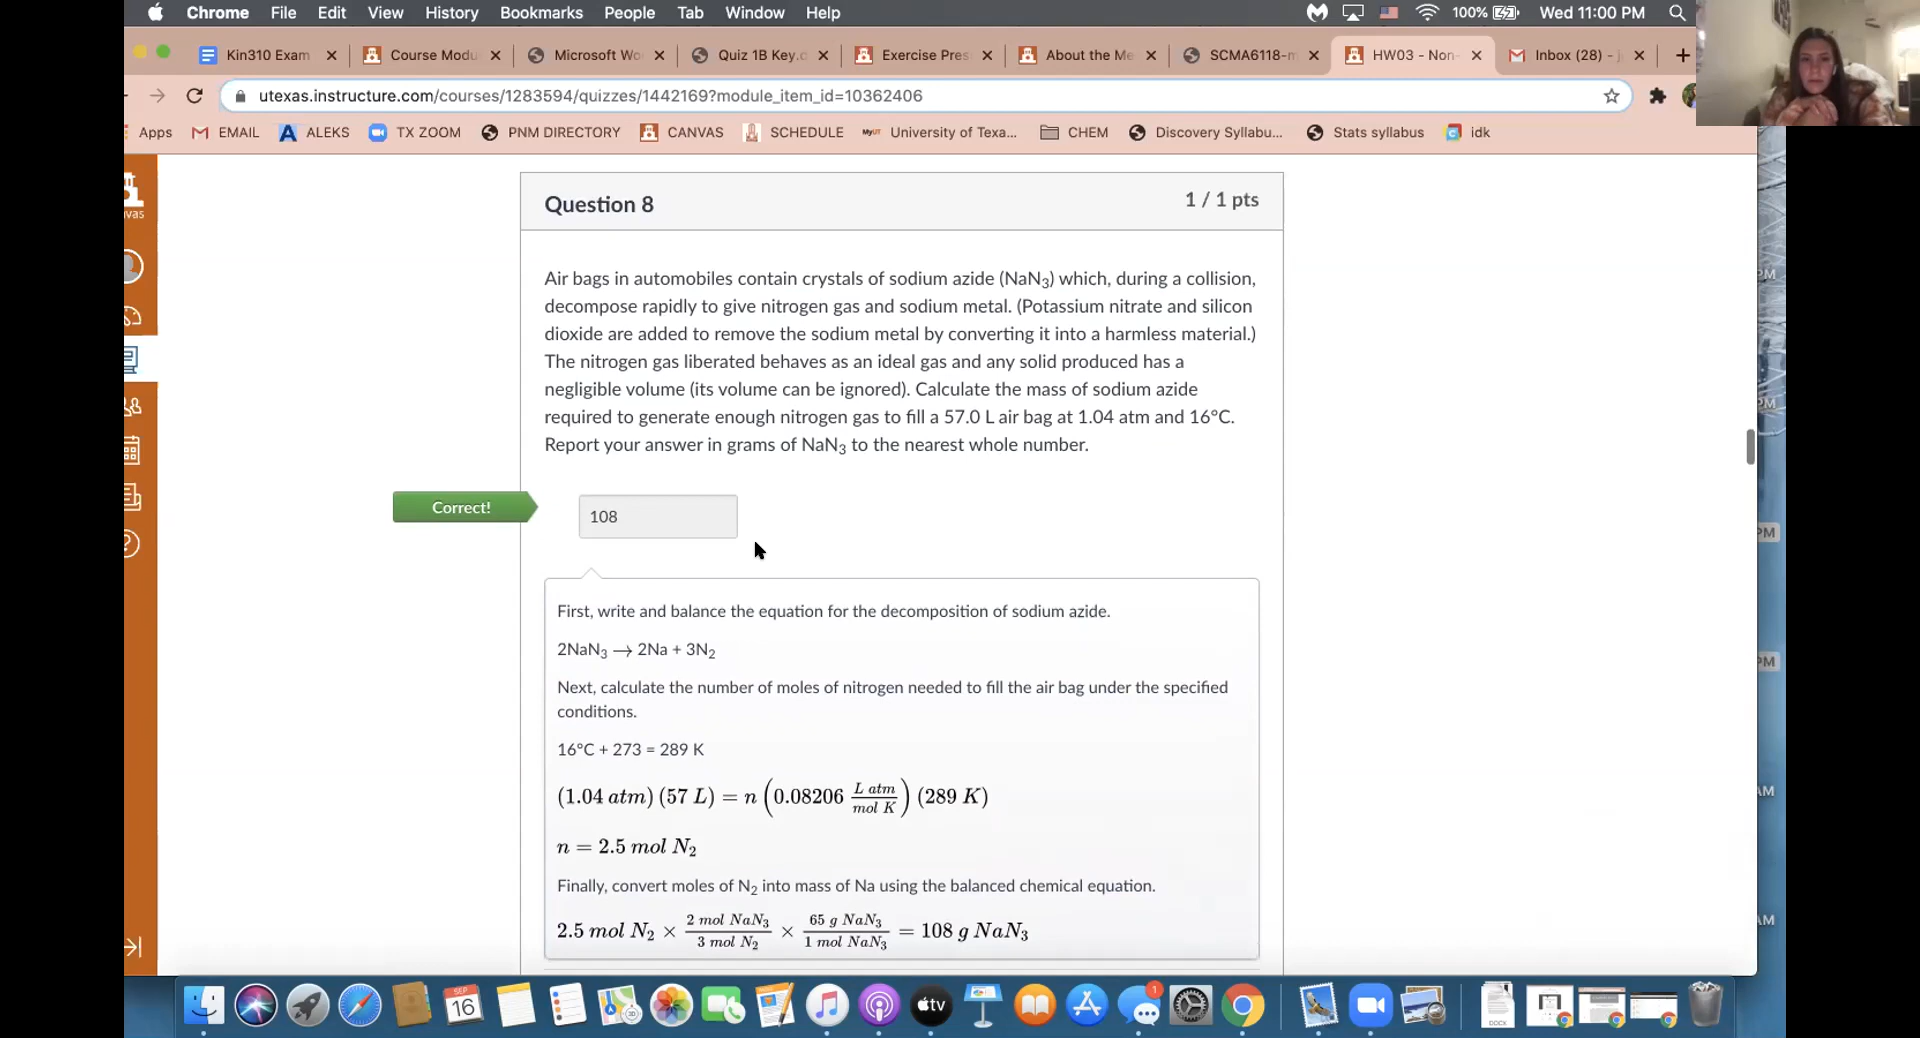 Chrome File Edit View History Bookmarks People Tab Window Help 100% Wed 11:00 PM
Kin310 Exam Course Modu Microsoft Wo Quiz 1B Key.c Exercise Pres About the Me SCMA6118-m HW03 - Non- Inbox (28) - j
utexas.instructure.com/courses/1283594/quizzes/1442169?module_item_id=10362406
Apps EMAIL ALEKS TX ZOOM PNM DIRECTORY CANVAS SCHEDULE University of Texa... CHEM Discovery Syllabu... Stats syllabus idk
vas
Question 8 1 / 1 pts
Air bags in automobiles contain crystals of sodium azide (NaN₃) which, during a collision,
decompose rapidly to give nitrogen gas and sodium metal. (Potassium nitrate and silicon
dioxide are added to remove the sodium metal by converting it into a harmless material.)
The nitrogen gas liberated behaves as an ideal gas and any solid produced has a
negligible volume (its volume can be ignored). Calculate the mass of sodium azide
required to generate enough nitrogen gas to fill a 57.0 L air bag at 1.04 atm and 16°C.
Report your answer in grams of NaN₃ to the nearest whole number.
Correct!
108
First, write and balance the equation for the decomposition of sodium azide.
2NaN₃ → 2Na + 3N₂
Next, calculate the number of moles of nitrogen needed to fill the air bag under the specified
conditions.
16°C + 273 = 289 K
(1.04 atm) (57 L) = n (0.08206 L atm / mol K) (289 K)
n = 2.5 mol N₂
Finally, convert moles of N₂ into mass of Na using the balanced chemical equation.
2.5 mol N₂ × 2 mol NaN₃ / 3 mol N₂ × 65 g NaN₃ / 1 mol NaN₃ = 108 g NaN₃
PM
PM
PM
PM
AM
AM
SEP
16
tv
1
DOCX